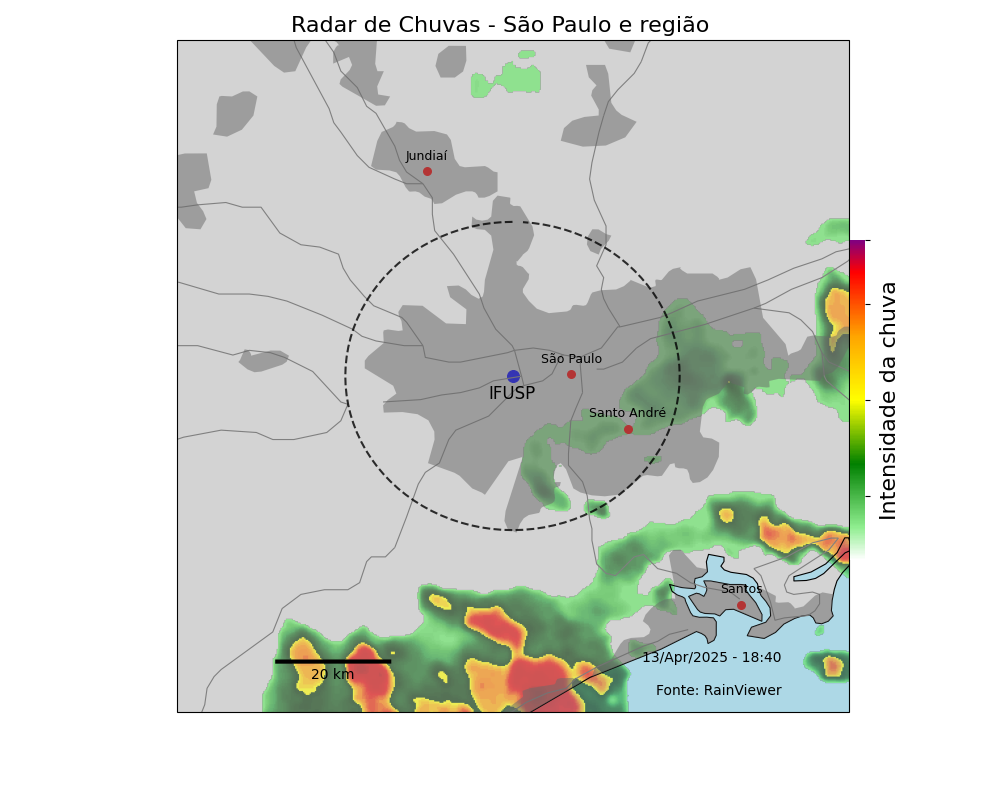 Radar de Chuvas - São Paulo e região
Jundiaí
São Paulo
IFUSP
Santo André
Intensidade da chuva
Santos
13/Apr/2025 - 18:40
20 km
Fonte: RainViewer